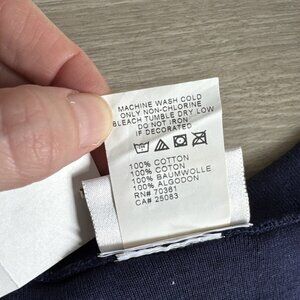 MACHINE WASH COLD
ONLY NON-CHLORINE
BLEACH TUMBLE DRY LOW
DO NOT IRON
IF DECORATED
100% COTTON
100% COTON
100% BAUMWOLLE
100% ALGODON
RN# 70361
CA# 25083